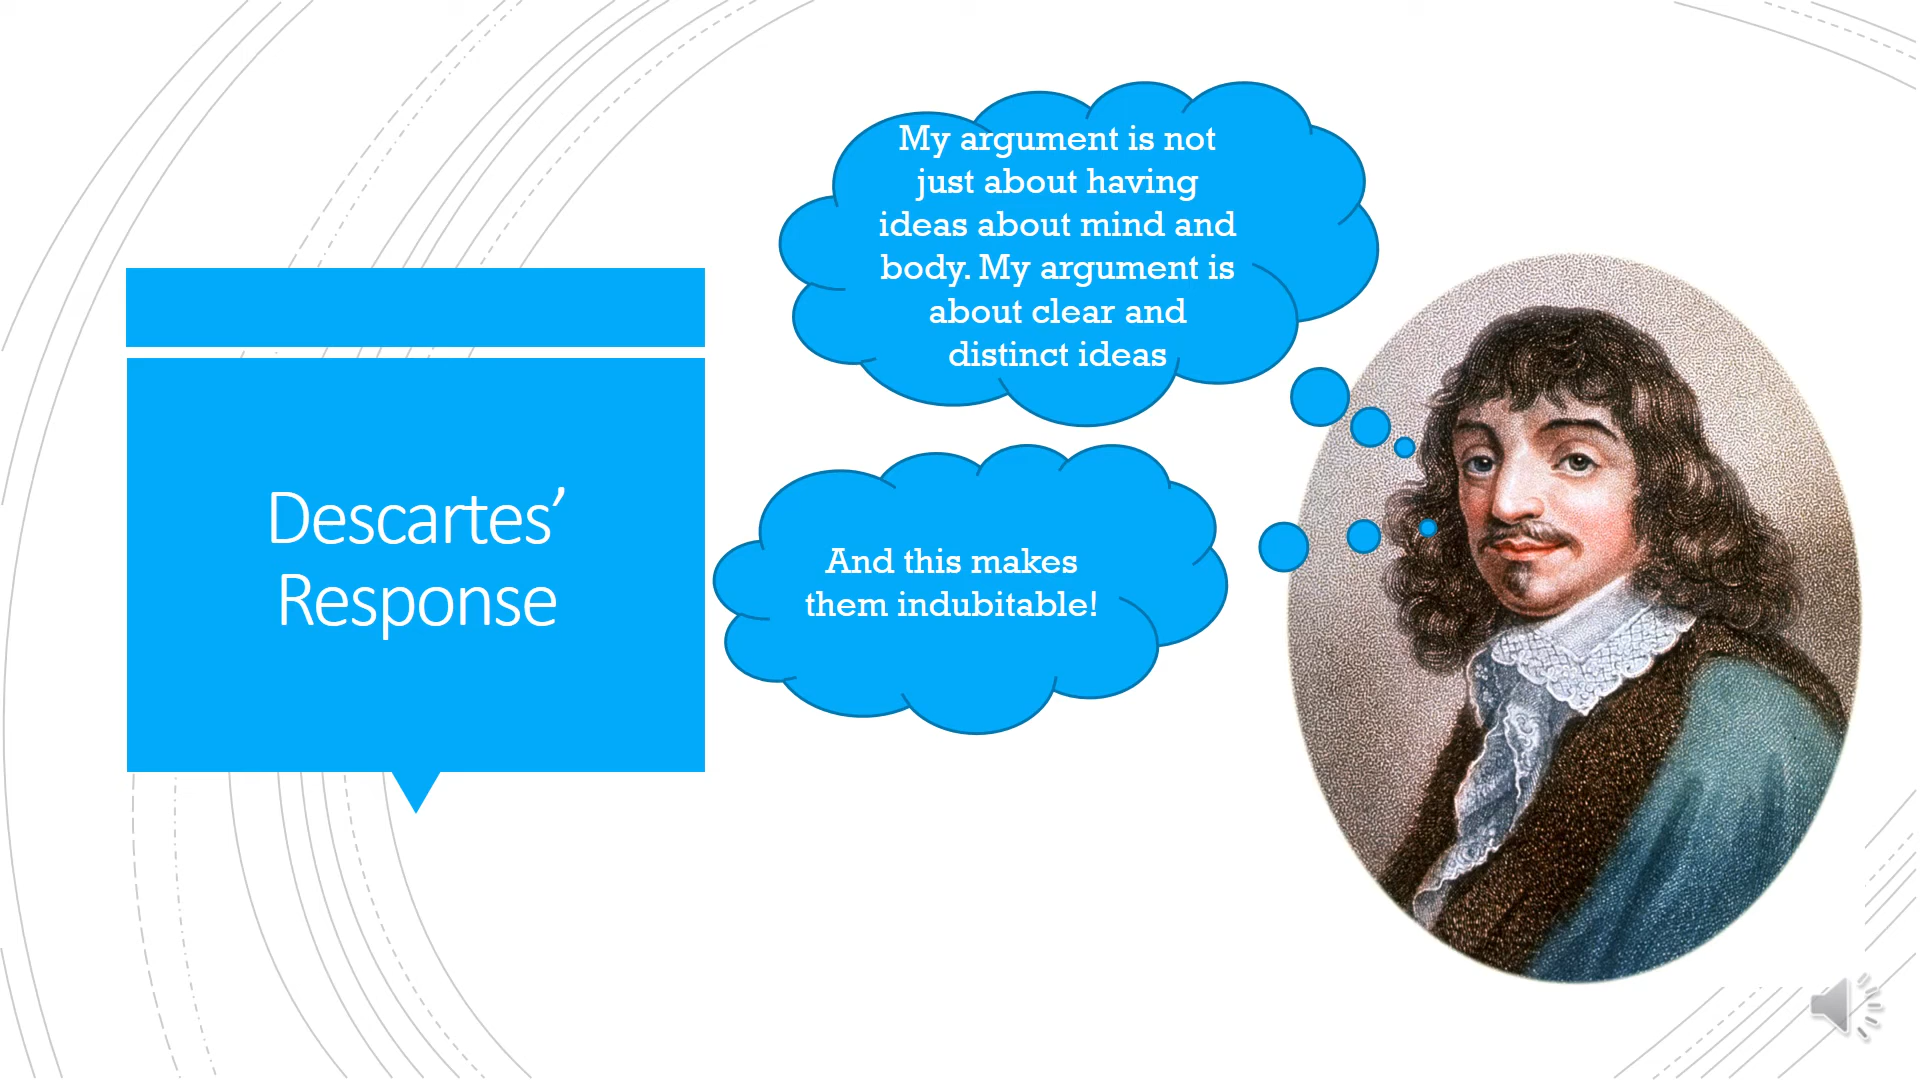 Descartes’
Response
My argument is not
just about having
ideas about mind and
body. My argument is
about clear and
distinct ideas
And this makes
them indubitable!